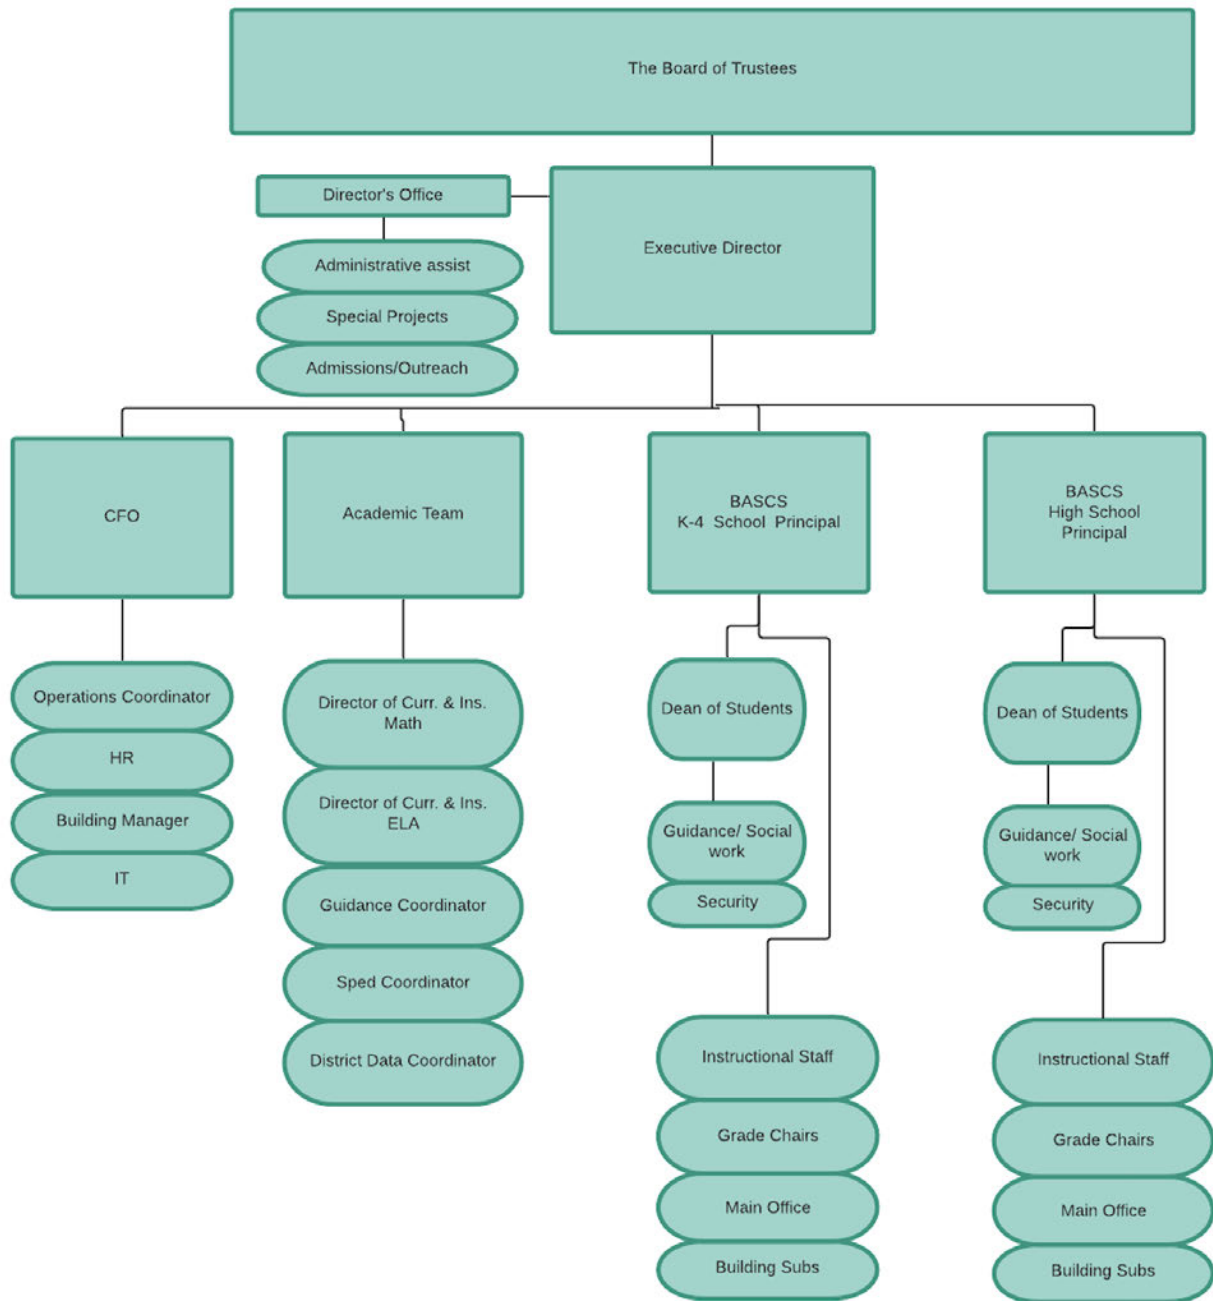 The Board of Trustees
Director's Office
Executive Director
Administrative assist
Special Projects
Admissions/Outreach
CFO
Operations Coordinator
HR
Building Manager
IT
Academic Team
Director of Curr. & Ins.
Math
Director of Curr. & Ins.
ELA
Guidance Coordinator
Sped Coordinator
District Data Coordinator
BASCS
K-4 School Principal
Dean of Students
Guidance/ Social
work
Security
Instructional Staff
Grade Chairs
Main Office
Building Subs
BASCS
High School
Principal
Dean of Students
Guidance/ Social
work
Security
Instructional Staff
Grade Chairs
Main Office
Building Subs